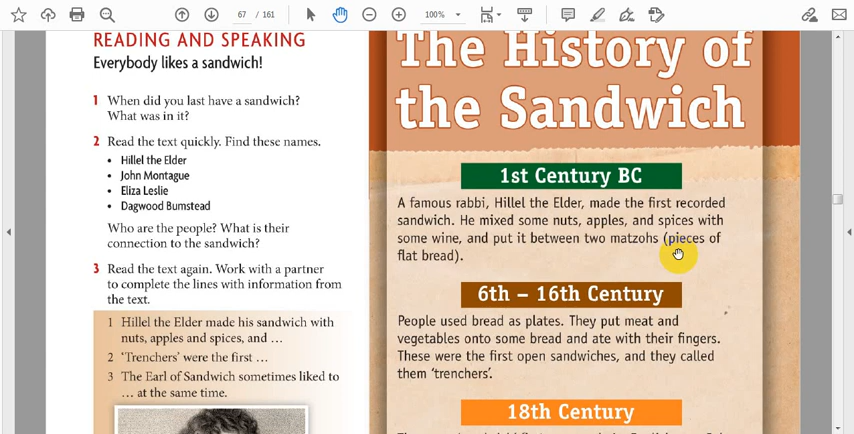 67 / 161
100%
READING AND SPEAKING
Everybody likes a sandwich!
1 When did you last have a sandwich?
What was in it?
2 Read the text quickly. Find these names.
• Hillel the Elder
• John Montague
• Eliza Leslie
• Dagwood Bumstead
Who are the people? What is their
connection to the sandwich?
3 Read the text again. Work with a partner
to complete the lines with information from
the text.
1 Hillel the Elder made his sandwich with
nuts, apples and spices, and …
2 ‘Trenchers’ were the first …
3 The Earl of Sandwich sometimes liked to
… at the same time.
The History of
the Sandwich
1st Century BC
A famous rabbi, Hillel the Elder, made the first recorded
sandwich. He mixed some nuts, apples, and spices with
some wine, and put it between two matzohs (pieces of
flat bread).
6th – 16th Century
People used bread as plates. They put meat and
vegetables onto some bread and ate with their fingers.
These were the first open sandwiches, and they called
them ‘trenchers’.
18th Century